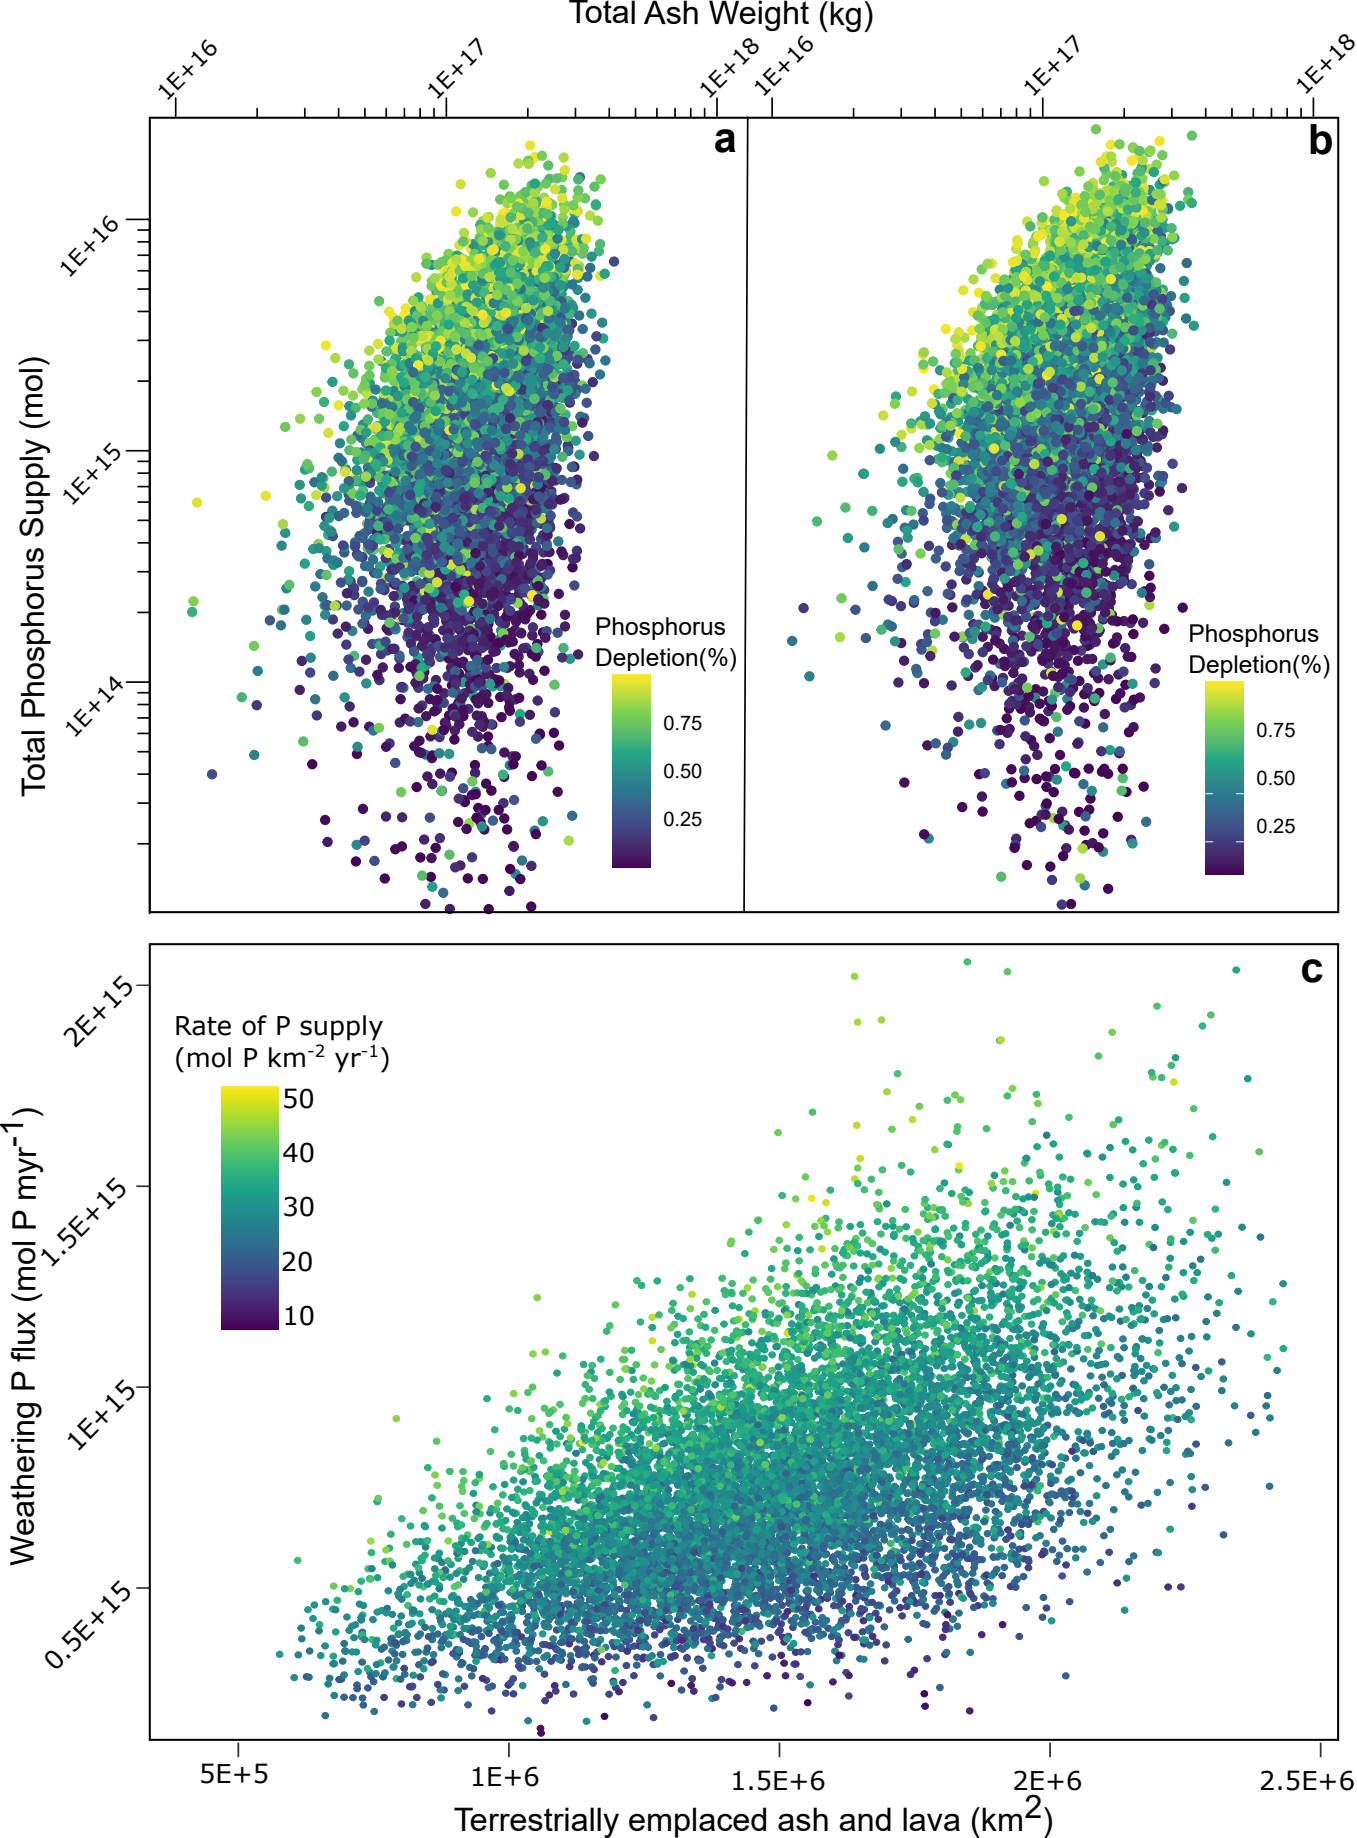 Total Ash Weight (kg)
1E+16
1E+17
1E+18
1E+16
1E+17
1E+18
a
b
Total Phosphorus Supply (mol)
1E+16
1E+15
1E+14
Phosphorus
Depletion(%)
0.75
0.50
0.25
Phosphorus
Depletion(%)
0.75
0.50
0.25
c
Weathering P flux (mol P myr-1)
2E+15
1.5E+15
1E+15
0.5E+15
Rate of P supply
(mol P km-2 yr-1)
50
40
30
20
10
5E+5
1E+6
1.5E+6
2E+6
2.5E+6
Terrestrially emplaced ash and lava (km2)